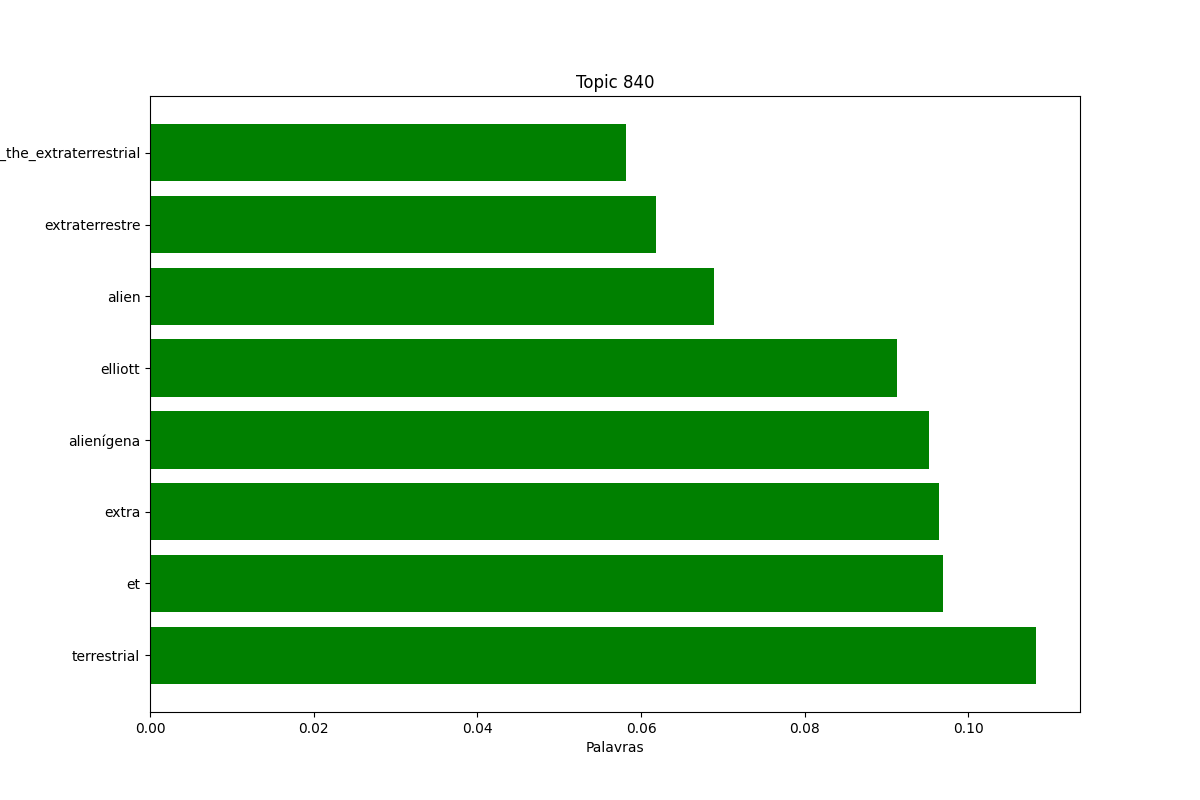 Topic 840
_the_extraterrestrial
extraterrestre
alien
elliott
alienígena
extra
et
terrestrial
0.00 0.02 0.04 0.06 0.08 0.10
Palavras